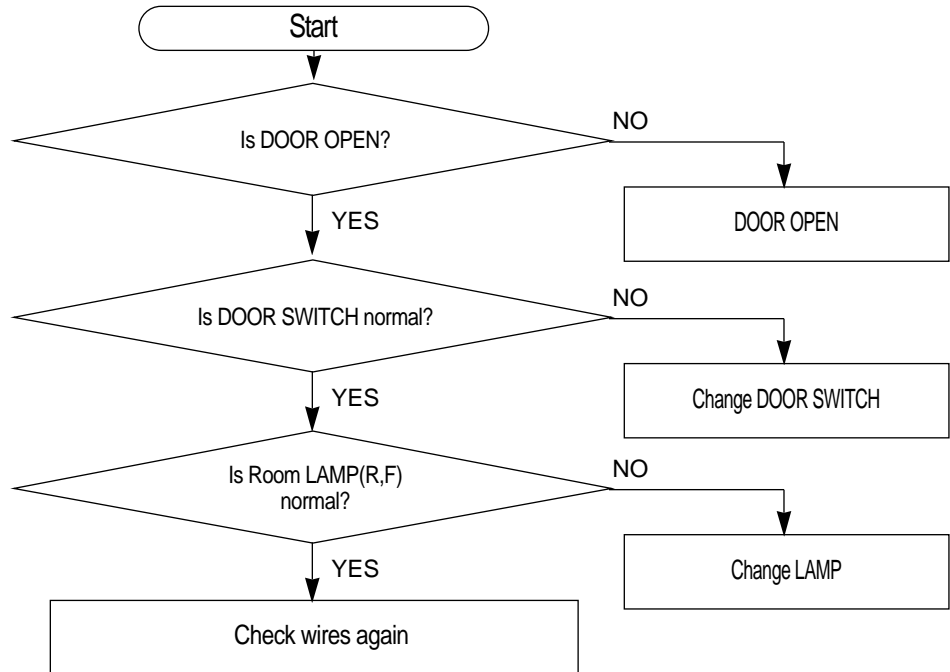 Start
Is DOOR OPEN?
NO
DOOR OPEN
YES
Is DOOR SWITCH normal?
NO
Change DOOR SWITCH
YES
Is Room LAMP(R,F)
normal?
NO
Change LAMP
YES
Check wires again